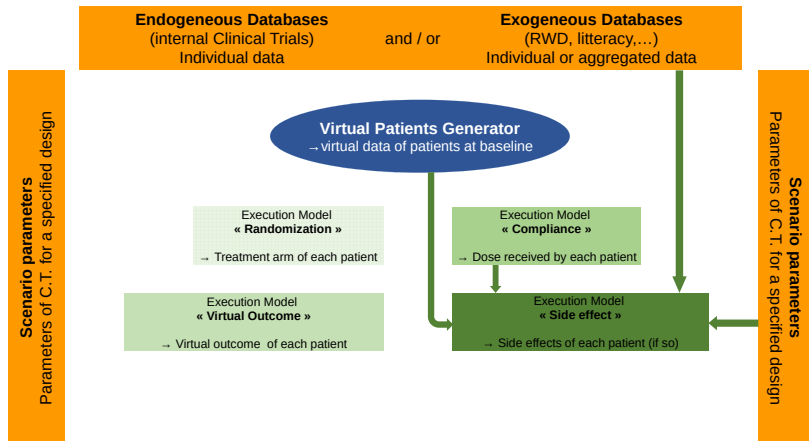 Endogeneous Databases
(internal Clinical Trials)
Individual data
and / or
Exogeneous Databases
(RWD, litteracy,…)
Individual or aggregated data
Scenario parameters
Parameters of C.T. for a specified design
Virtual Patients Generator
→virtual data of patients at baseline
Execution Model
« Randomization »
→ Treatment arm of each patient
Execution Model
« Compliance »
→ Dose received by each patient
Execution Model
« Virtual Outcome »
→ Virtual outcome of each patient
Execution Model
« Side effect »
→ Side effects of each patient (if so)
Scenario parameters
Parameters of C.T. for a specified design